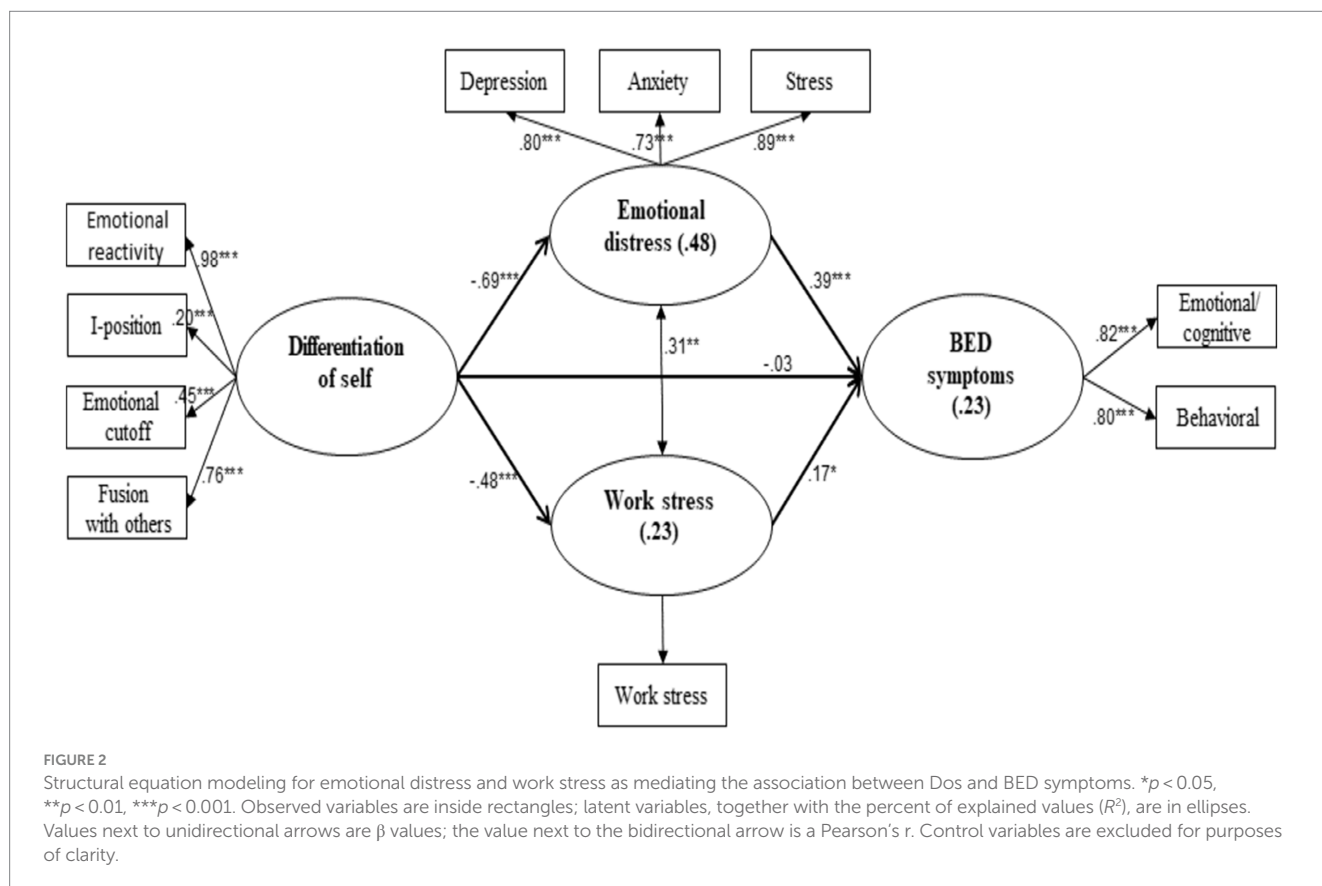 Depression
Anxiety
Stress
.80***
.73***
.89***
Emotional
reactivity
.98***
Emotional
distress (.48)
-.69***
.39***
I-position
.20***
Differentiation
of self
.31**
-.03
BED
symptoms
(.23)
Emotional/
cognitive
.82***
Emotional
cutoff
.45***
.80***
Behavioral
Fusion
with others
.76***
-.48***
.17*
Work stress
(.23)
Work stress
FIGURE 2
Structural equation modeling for emotional distress and work stress as mediating the association between Dos and BED symptoms. *p < 0.05,
**p < 0.01, ***p < 0.001. Observed variables are inside rectangles; latent variables, together with the percent of explained values (R²), are in ellipses.
Values next to unidirectional arrows are β values; the value next to the bidirectional arrow is a Pearson's r. Control variables are excluded for purposes
of clarity.